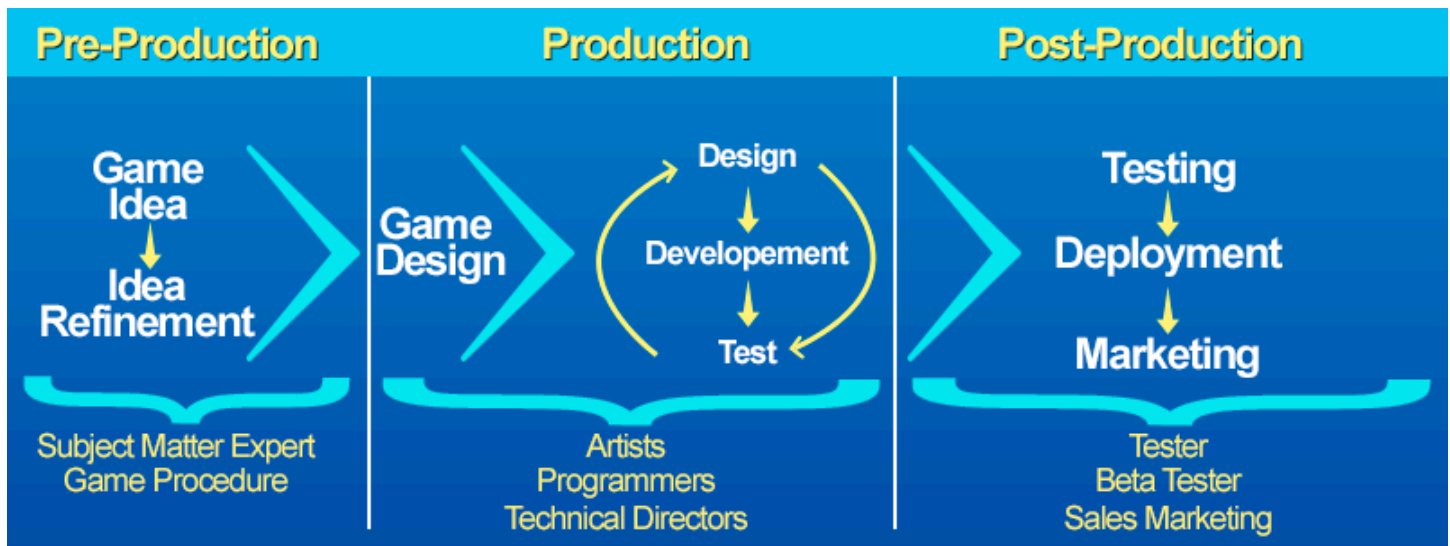 Pre-Production
Production
Post-Production
Game
Idea
Idea
Refinement
Game
Design
Design
Developement
Test
Testing
Deployment
Marketing
Subject Matter Expert
Game Procedure
Artists
Programmers
Technical Directors
Tester
Beta Tester
Sales Marketing